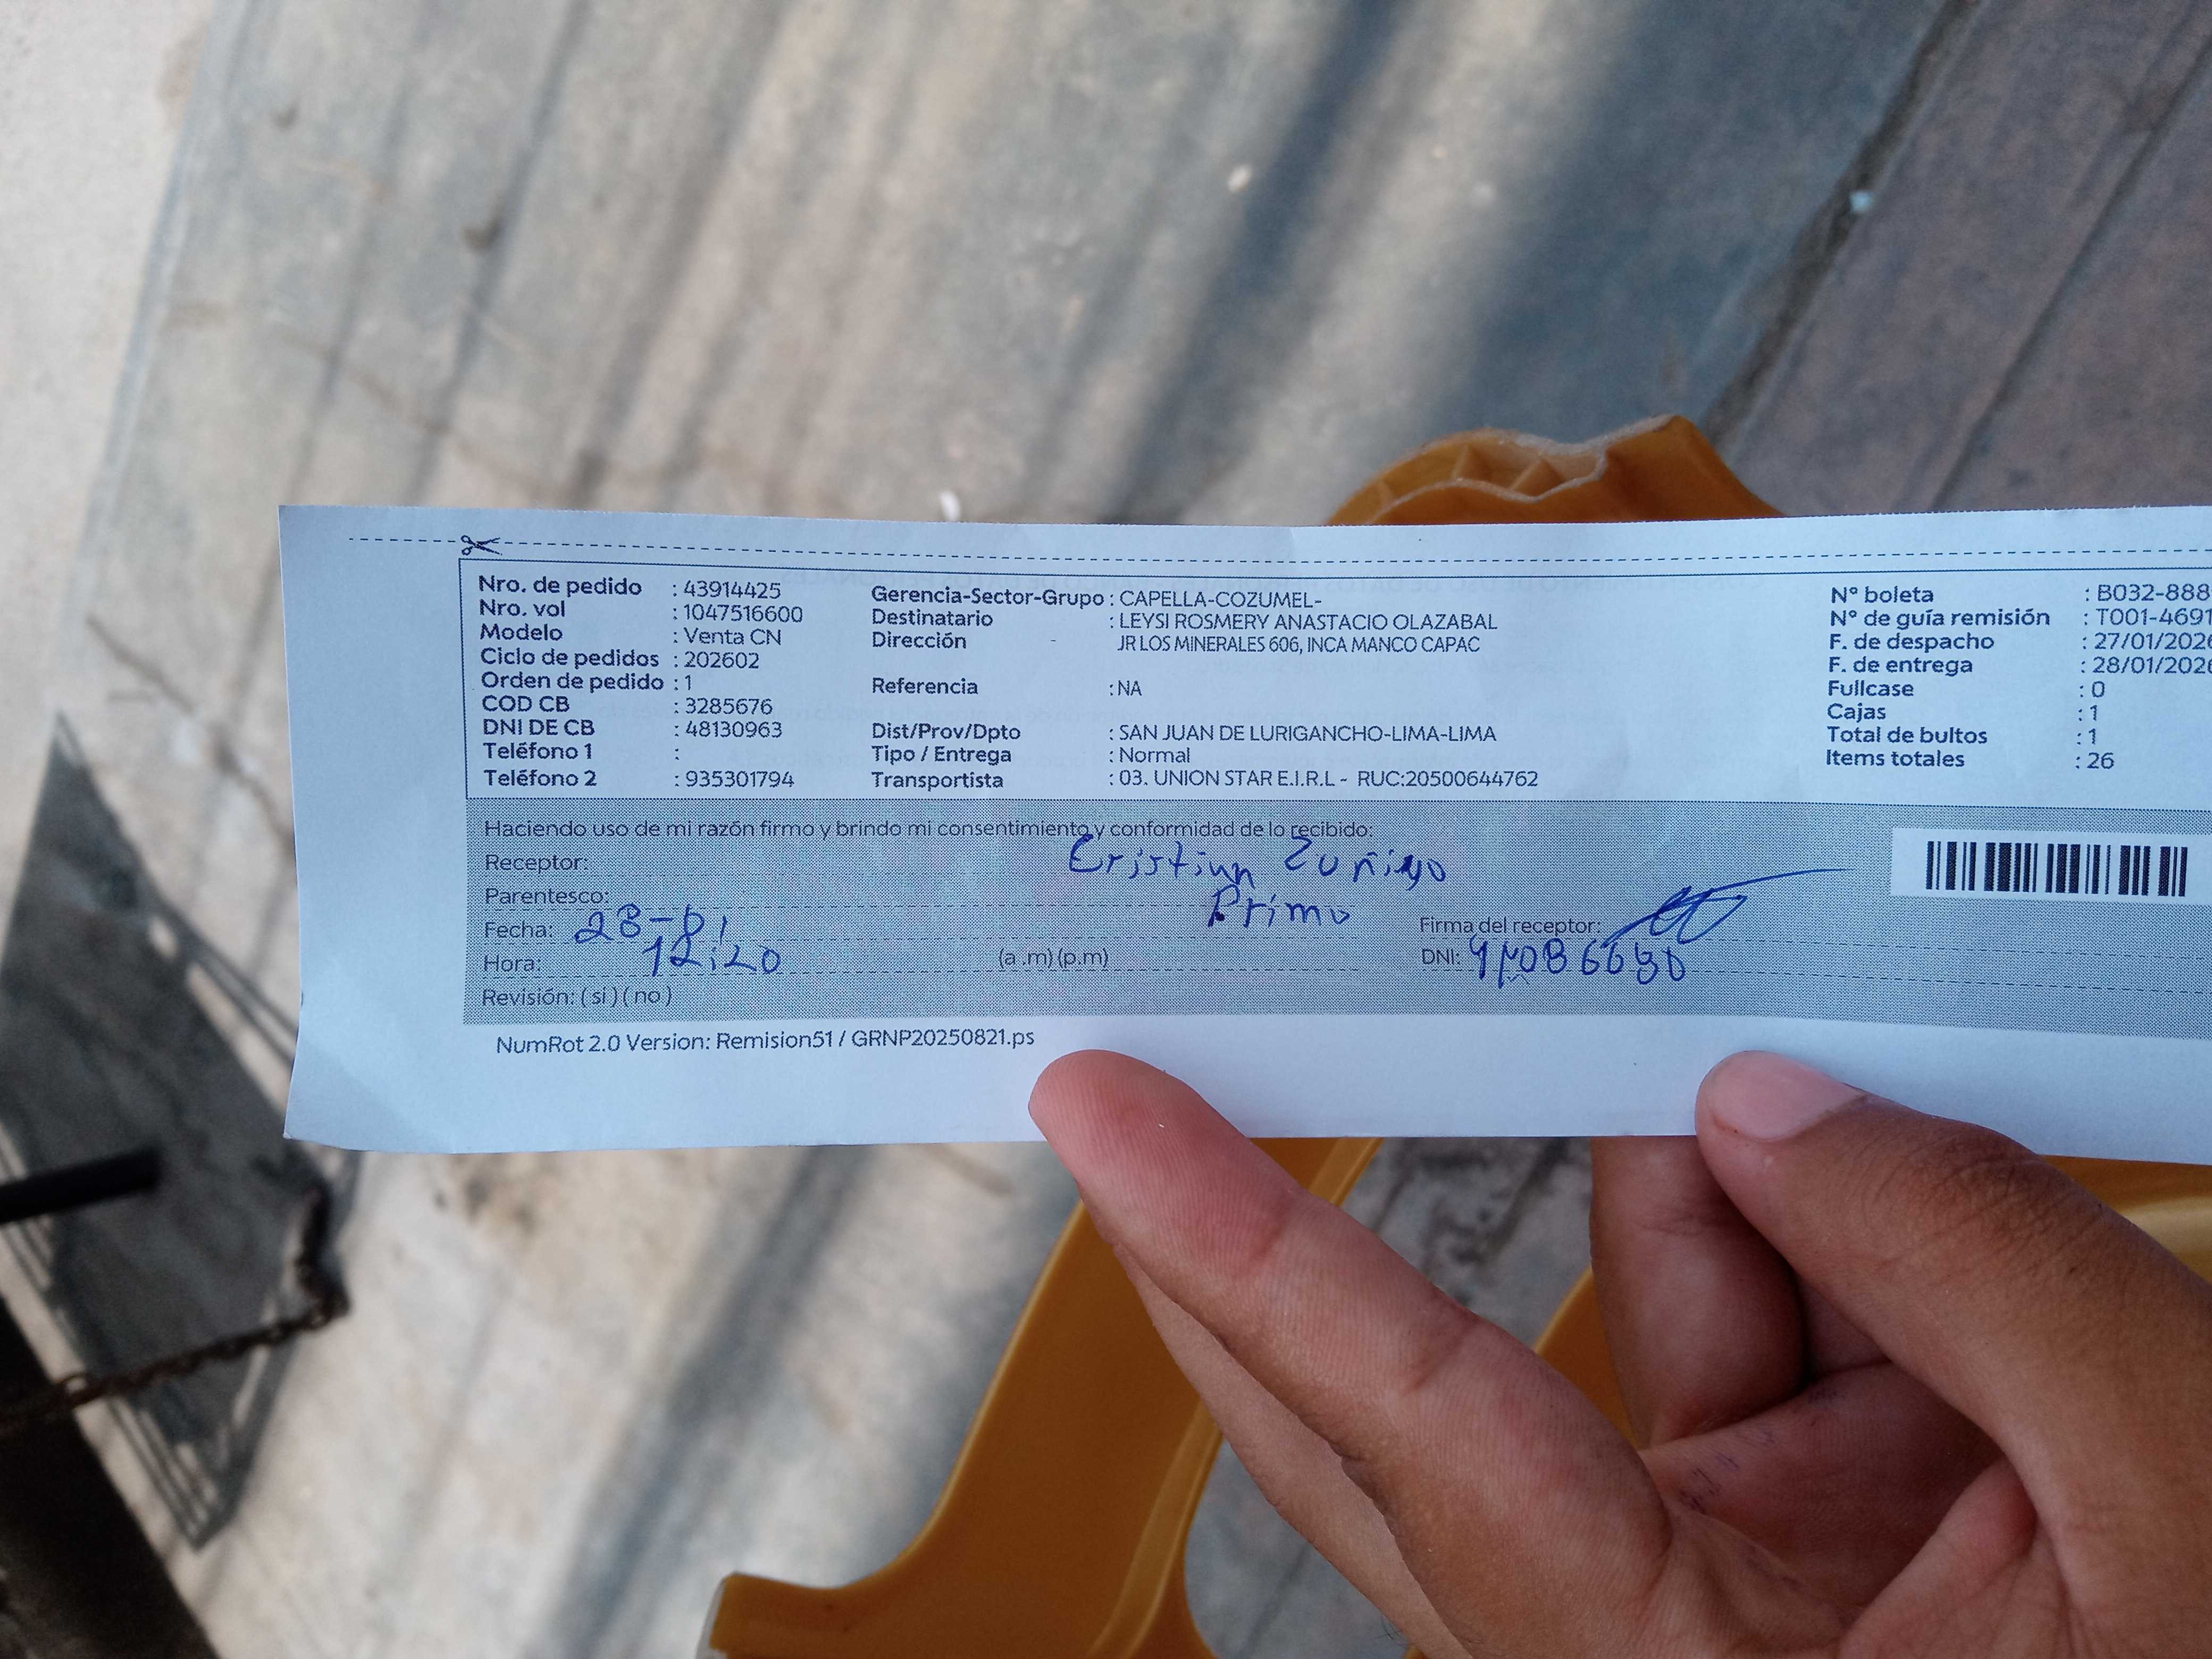 Nro. de pedido : 43914425
Nro. vol : 1047516600
Modelo : Venta CN
Ciclo de pedidos : 202602
Orden de pedido : 1
COD CB : 3285676
DNI DE CB : 48130963
Teléfono 1 :
Teléfono 2 : 935301794
Gerencia-Sector-Grupo : CAPELLA-COZUMEL-
Destinatario : LEYSI ROSMERY ANASTACIO OLAZABAL
Dirección - JR LOS MINERALES 606, INCA MANCO CAPAC
Referencia : NA
Dist/Prov/Dpto : SAN JUAN DE LURIGANCHO-LIMA-LIMA
Tipo / Entrega : Normal
Transportista : 03. UNION STAR E.I.R.L - RUC:20500644762
N° boleta : B032-888
N° de guía remisión : T001-4691
F. de despacho : 27/01/2026
F. de entrega : 28/01/2026
Fullcase : 0
Cajas : 1
Total de bultos : 1
Items totales : 26
Haciendo uso de mi razón firmo y brindo mi consentimiento y conformidad de lo recibido:
Receptor: Cristian Zuñigo
Parentesco: Primo
Fecha: 28-01
Firma del receptor:
Hora: 12:20 (a .m) (p.m)
DNI:
Revisión: ( si ) ( no )
NumRot 2.0 Version: Remision51 / GRNP20250821.ps